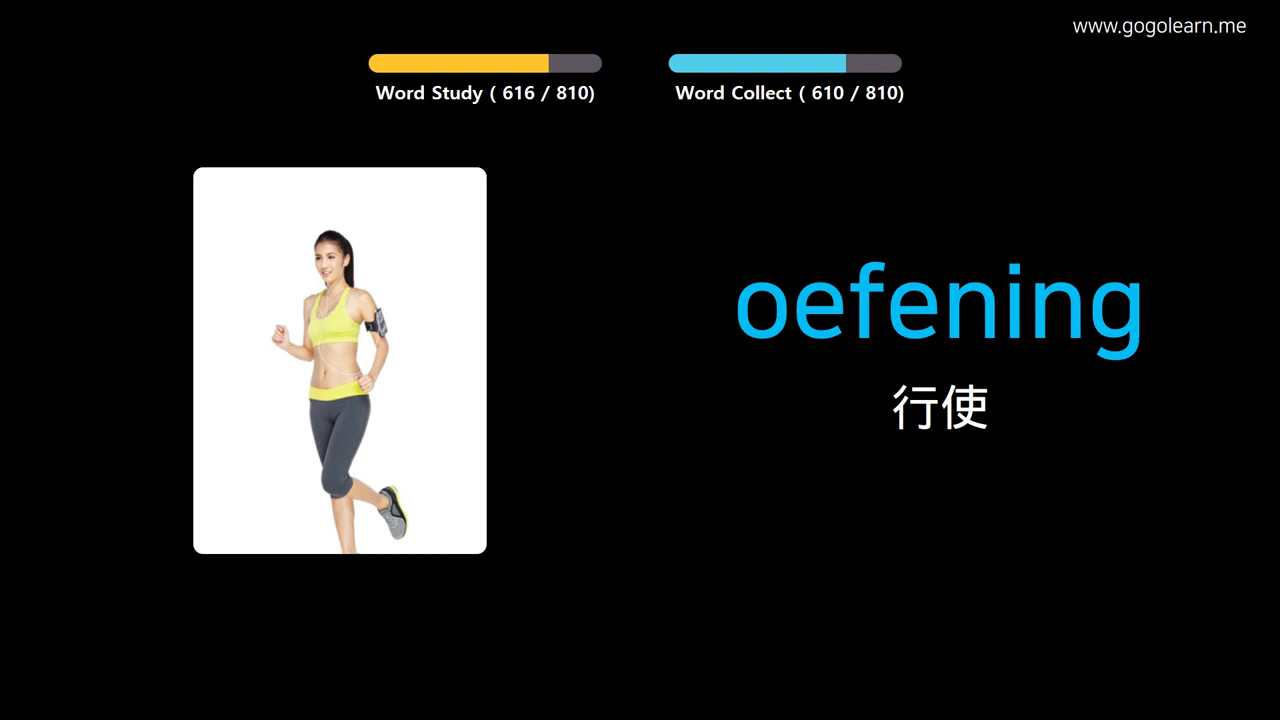 www.gogolearn.me
Word Study ( 616 / 810)
Word Collect ( 610 / 810)
oefening
行使